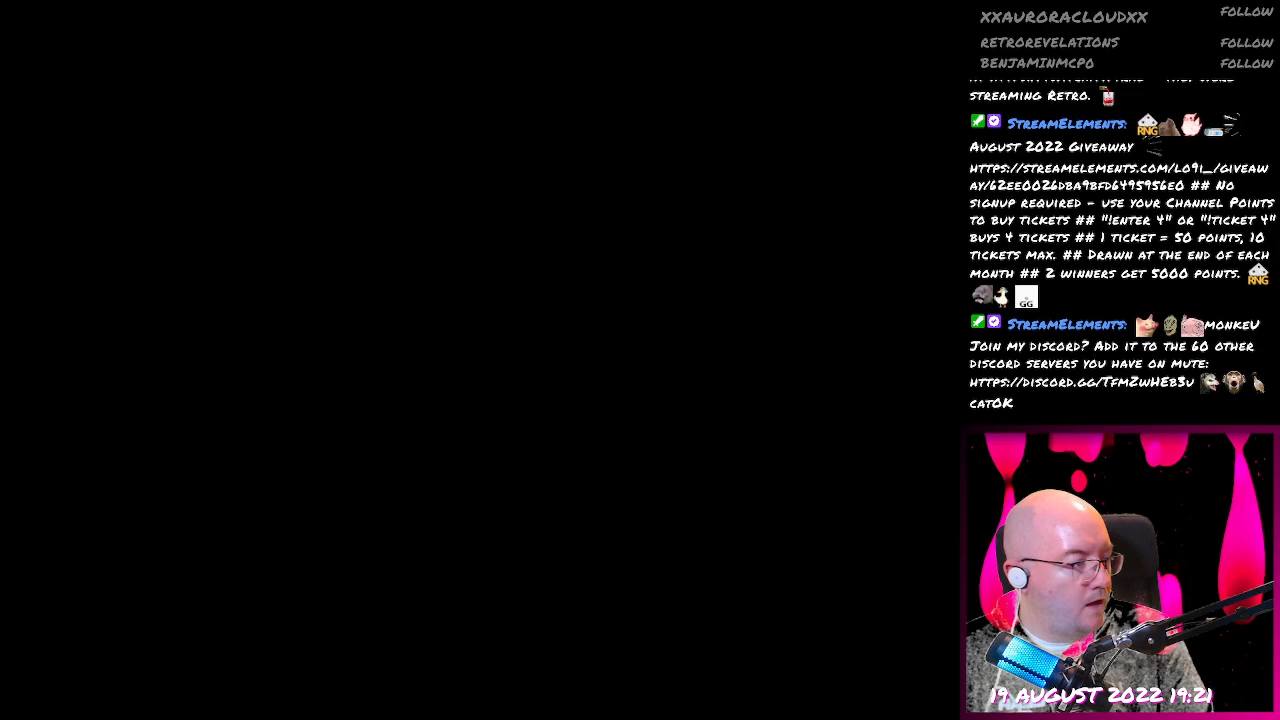 XXAURORACLOUDXX FOLLOW
RETROREVELATIONS FOLLOW
BENJAMINMCPO FOLLOW
STREAMING RETRO.
STREAMELEMENTS: RNG
AUGUST 2022 GIVEAWAY
HTTPS://STREAMELEMENTS.COM/LO9I_/GIVEAW
AY/62EE0026DBA9BFD6495956E0 ## NO
SIGNUP REQUIRED - USE YOUR CHANNEL POINTS
TO BUY TICKETS ## "!ENTER 4" OR "!TICKET 4"
BUYS 4 TICKETS ## 1 TICKET = 50 POINTS, 10
TICKETS MAX. ## DRAWN AT THE END OF EACH
MONTH ## 2 WINNERS GET 5000 POINTS. RNG
GG
STREAMELEMENTS: MONKEU
JOIN MY DISCORD? ADD IT TO THE 60 OTHER
DISCORD SERVERS YOU HAVE ON MUTE:
HTTPS://DISCORD.GG/TFMZWHEB3U
CATOK
19 AUGUST 2022 19:21